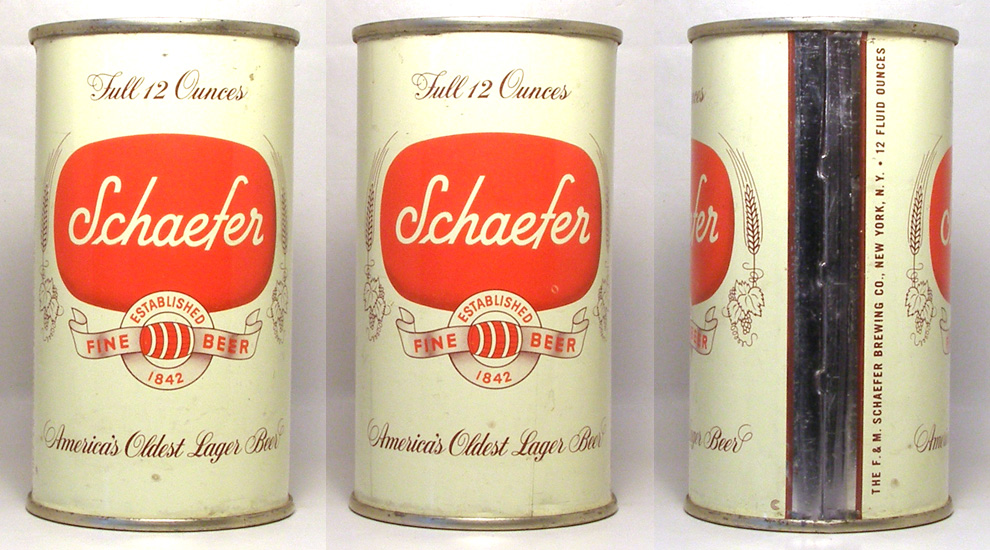 Full 12 Ounces
Schaefer
ESTABLISHED
FINE BEER
1842
America's Oldest Lager Beer
Full 12 Ounces
Schaefer
ESTABLISHED
FINE BEER
1842
America's Oldest Lager Beer
THE F. & M. SCHAEFER BREWING CO., NEW YORK, N.Y. • 12 FLUID OUNCES
Beer